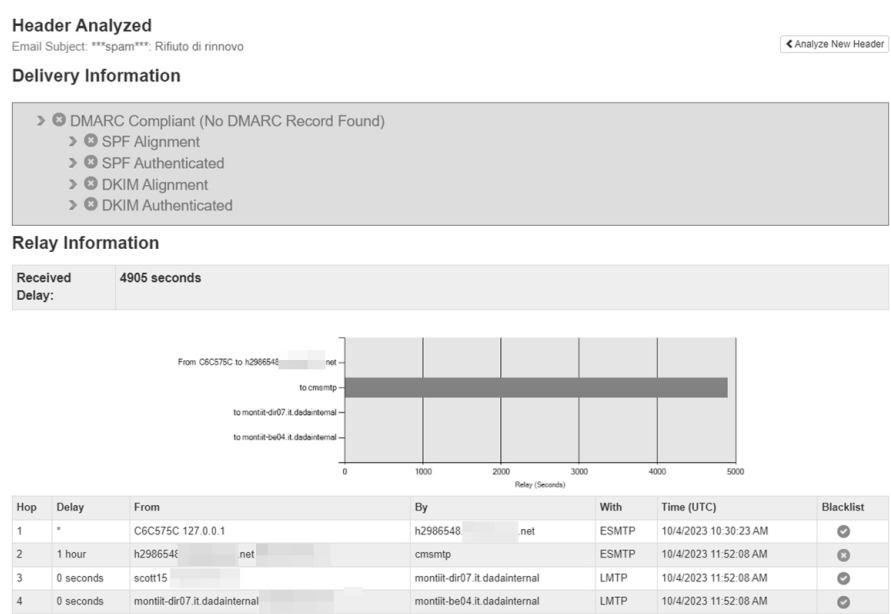 Header Analyzed
Email Subject: ***spam***: Rifiuto di rinnovo
Analyze New Header
Delivery Information
DMARC Compliant (No DMARC Record Found)
SPF Alignment
SPF Authenticated
DKIM Alignment
DKIM Authenticated
Relay Information
Received Delay: 4905 seconds
From C6C575C to h2986548 net
to cmsmtp
to montiit-dir07.it.dadainternal
to montiit-be04.it.dadainternal
0 1000 2000 3000 4000 5000
Relay (Seconds)
Hop Delay From By With Time (UTC) Blacklist
1 * C6C575C 127.0.0.1 h2986548. .net ESMTP 10/4/2023 10:30:23 AM
2 1 hour h2986548 .net cmsmtp ESMTP 10/4/2023 11:52:08 AM
3 0 seconds scott15 montiit-dir07.it.dadainternal LMTP 10/4/2023 11:52:08 AM
4 0 seconds montiit-dir07.it.dadainternal montiit-be04.it.dadainternal LMTP 10/4/2023 11:52:08 AM